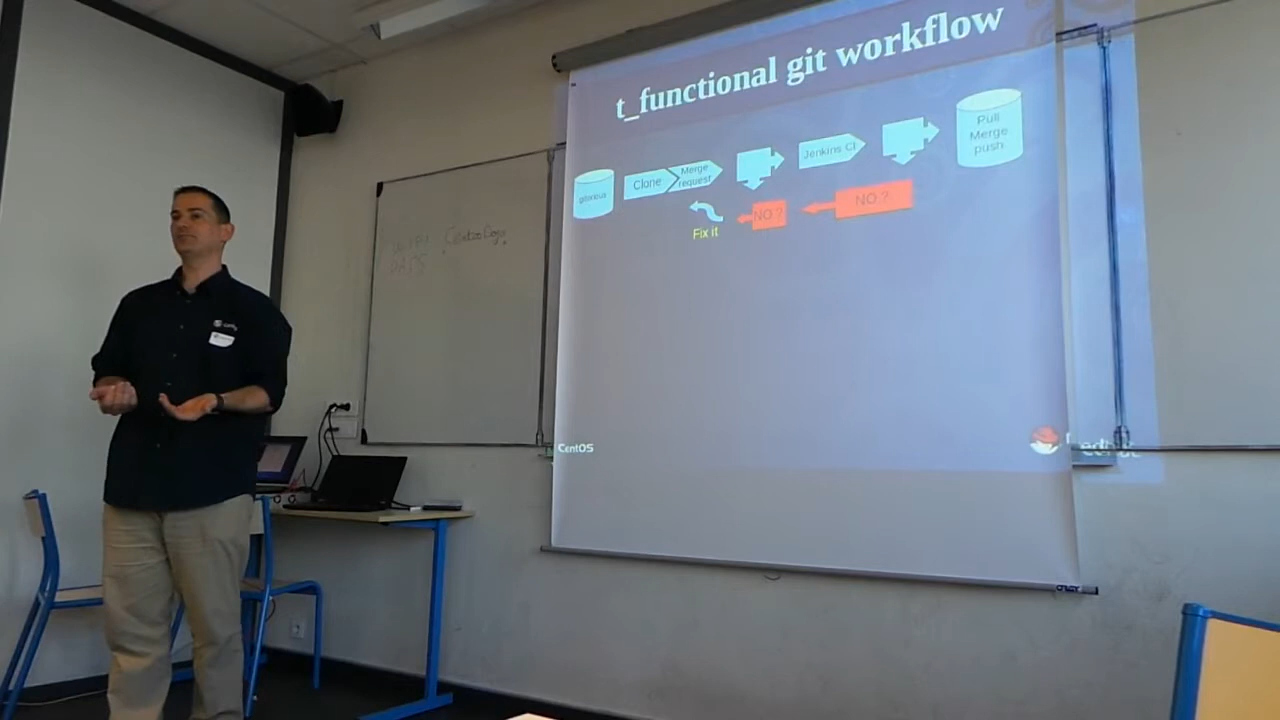 t_functional git workflow
gitorious
Clone
Merge
request
Jenkins CI
Pull
Merge
push
NO ?
NO ?
Fix it
CentOS